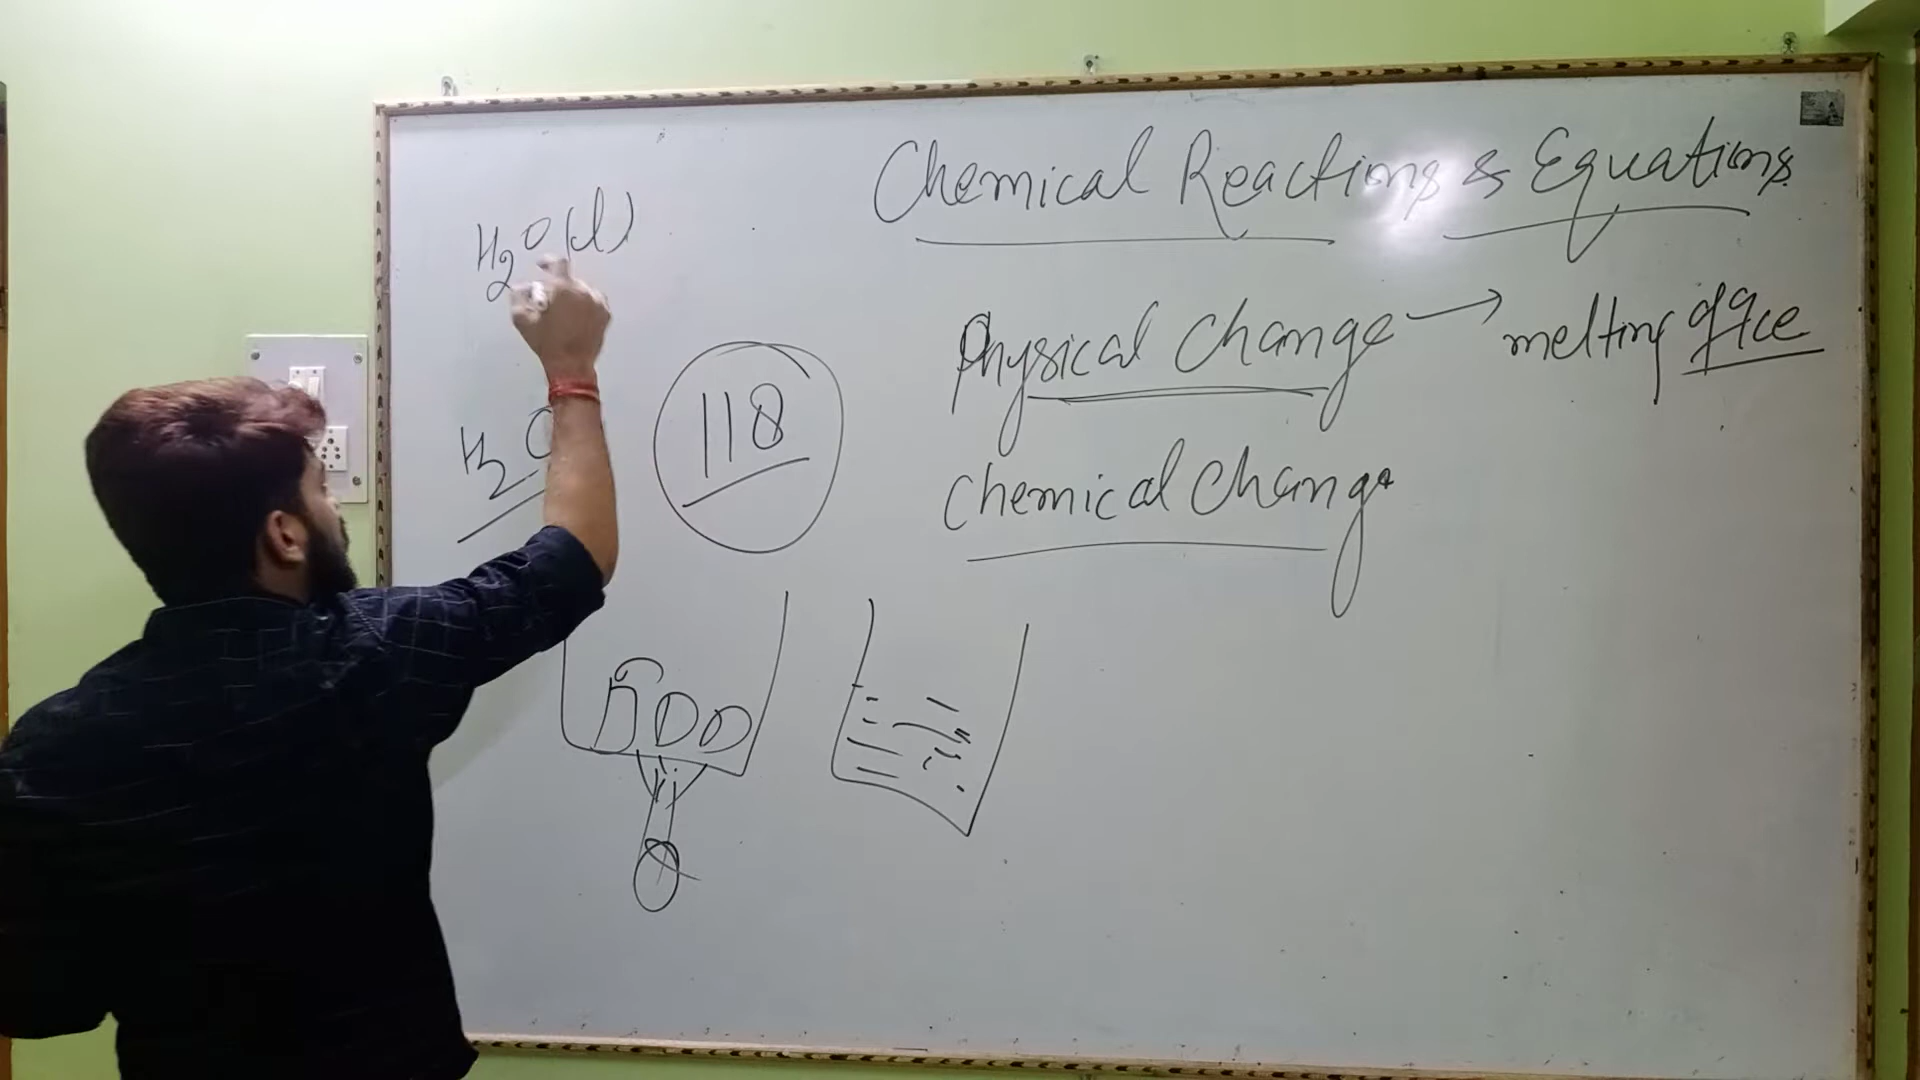 Chemical Reactions & Equations
H2O(l)
Physical Change → melting of Ice
H2O
118
Chemical Change